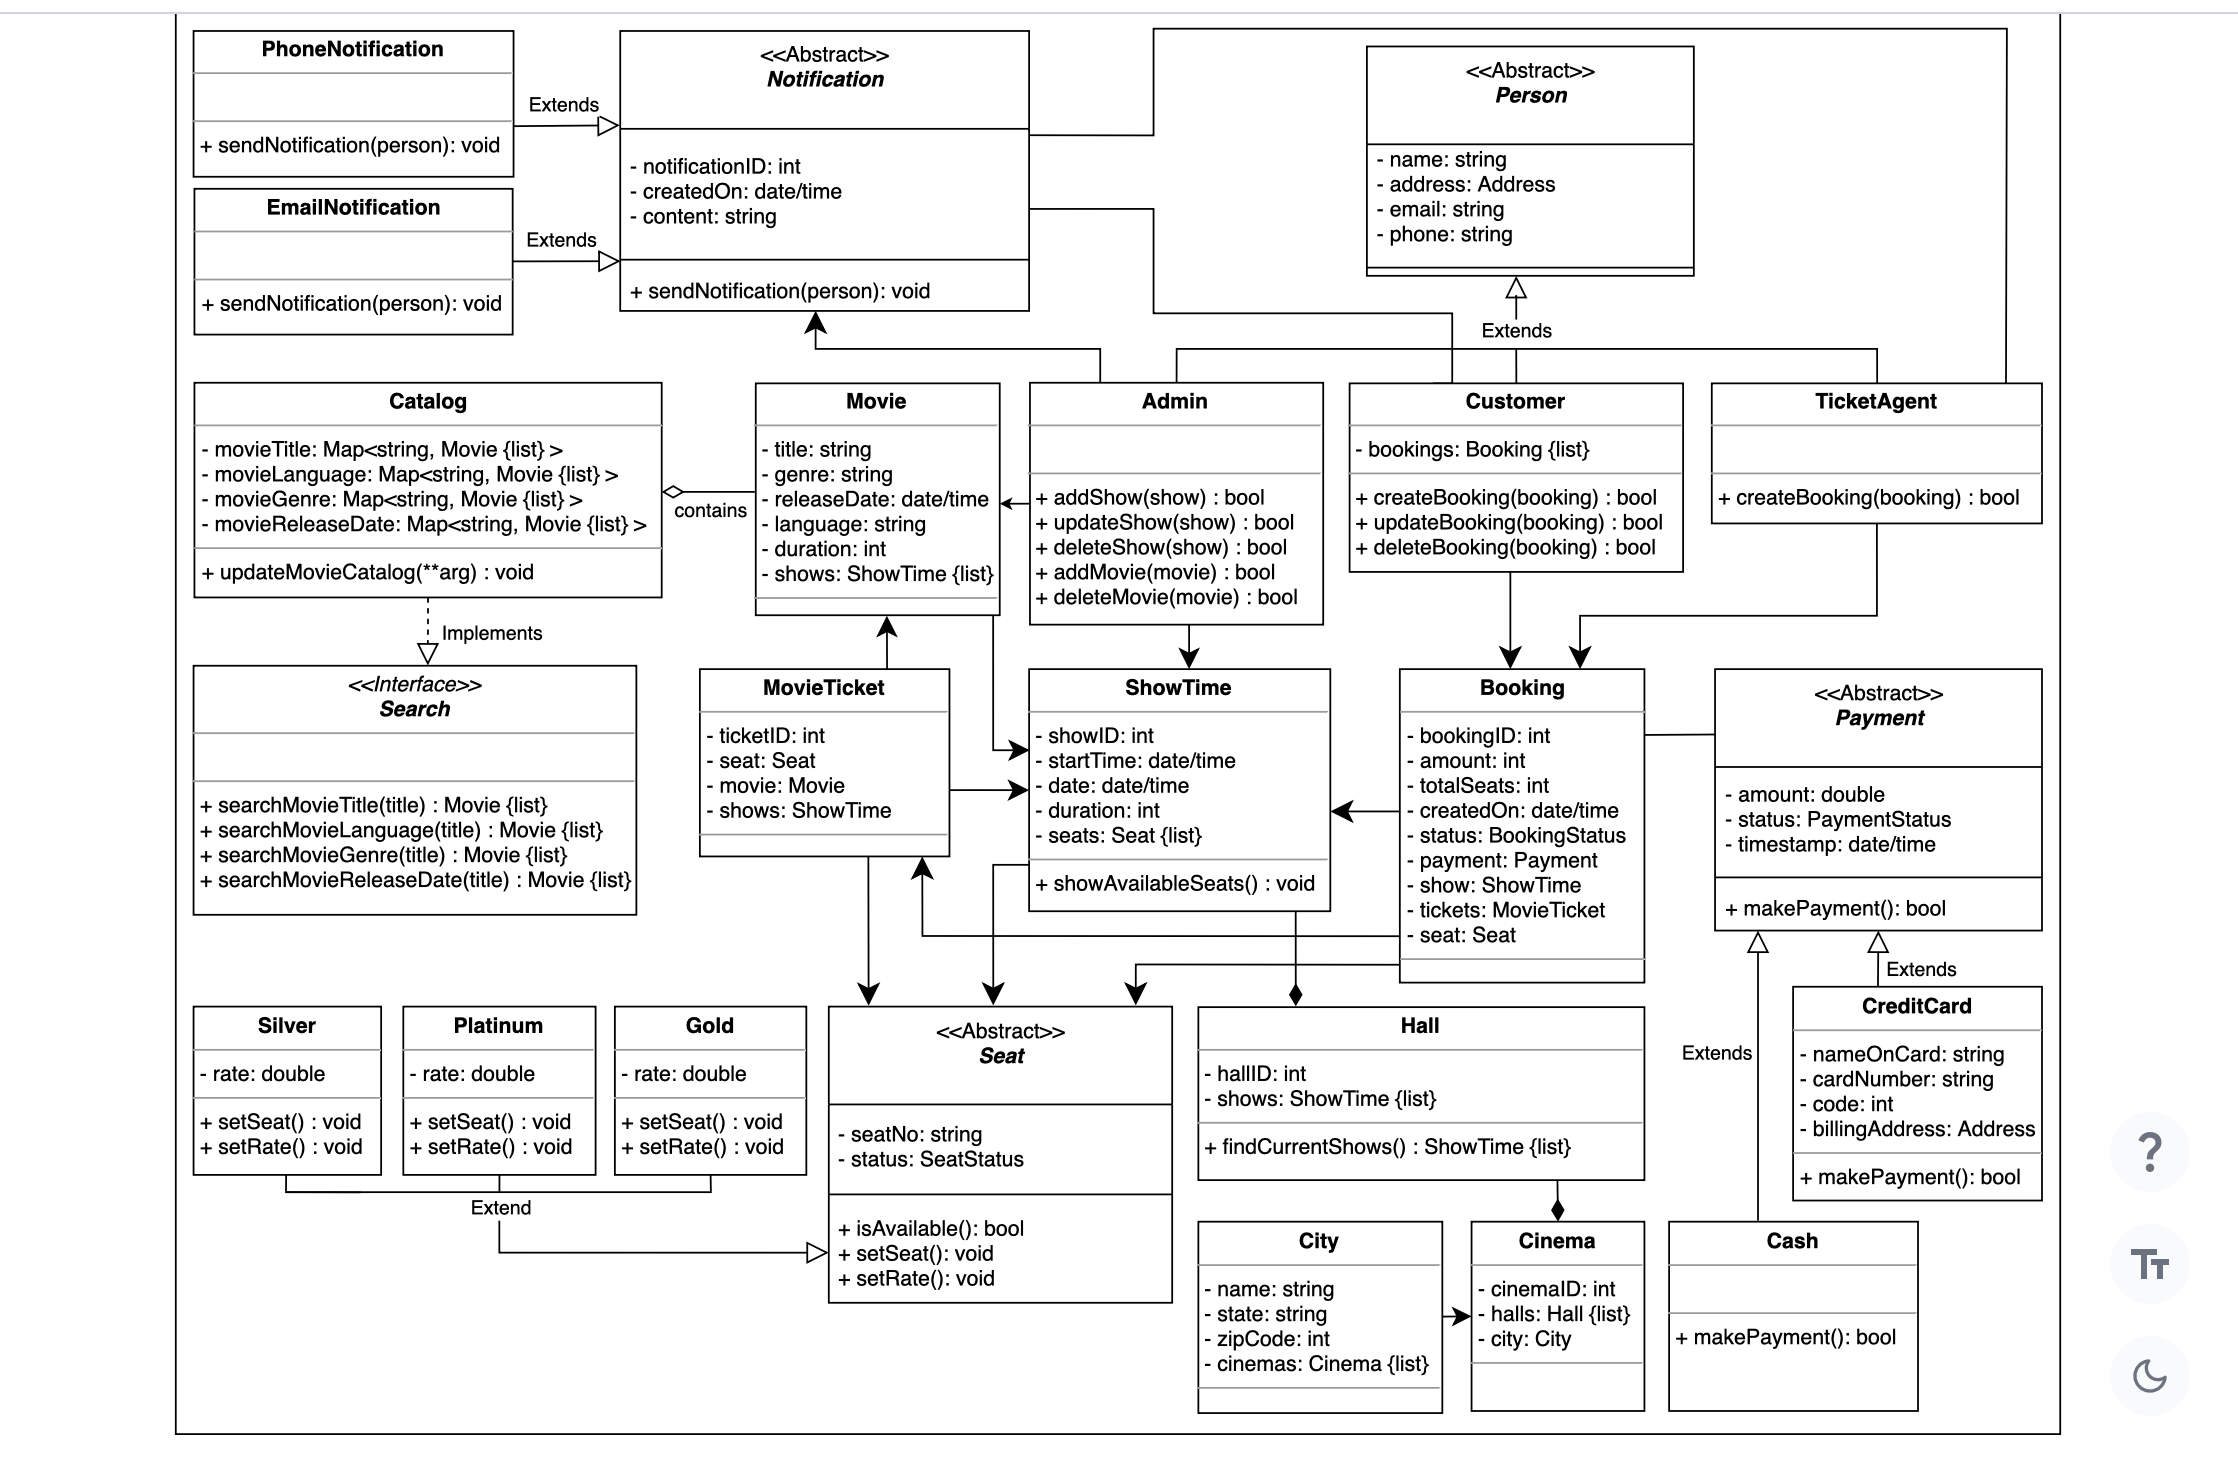 PhoneNotification
+ sendNotification(person): void
Extends
EmailNotification
+ sendNotification(person): void
Extends
<<Abstract>>
Notification
- notificationID: int
- createdOn: date/time
- content: string
+ sendNotification(person): void
<<Abstract>>
Person
- name: string
- address: Address
- email: string
- phone: string
Extends
Catalog
- movieTitle: Map<string, Movie {list} >
- movieLanguage: Map<string, Movie {list} >
- movieGenre: Map<string, Movie {list} >
- movieReleaseDate: Map<string, Movie {list} >
+ updateMovieCatalog(**arg) : void
contains
Movie
- title: string
- genre: string
- releaseDate: date/time
- language: string
- duration: int
- shows: ShowTime {list}
Admin
+ addShow(show) : bool
+ updateShow(show) : bool
+ deleteShow(show) : bool
+ addMovie(movie) : bool
+ deleteMovie(movie) : bool
Customer
- bookings: Booking {list}
+ createBooking(booking) : bool
+ updateBooking(booking) : bool
+ deleteBooking(booking) : bool
TicketAgent
+ createBooking(booking) : bool
Implements
<<Interface>>
Search
+ searchMovieTitle(title) : Movie {list}
+ searchMovieLanguage(title) : Movie {list}
+ searchMovieGenre(title) : Movie {list}
+ searchMovieReleaseDate(title) : Movie {list}
MovieTicket
- ticketID: int
- seat: Seat
- movie: Movie
- shows: ShowTime
ShowTime
- showID: int
- startTime: date/time
- date: date/time
- duration: int
- seats: Seat {list}
+ showAvailableSeats() : void
Booking
- bookingID: int
- amount: int
- totalSeats: int
- createdOn: date/time
- status: BookingStatus
- payment: Payment
- show: ShowTime
- tickets: MovieTicket
- seat: Seat
<<Abstract>>
Payment
- amount: double
- status: PaymentStatus
- timestamp: date/time
+ makePayment(): bool
Extends
Extends
Silver
- rate: double
+ setSeat() : void
+ setRate() : void
Platinum
- rate: double
+ setSeat() : void
+ setRate() : void
Gold
- rate: double
+ setSeat() : void
+ setRate() : void
Extend
<<Abstract>>
Seat
- seatNo: string
- status: SeatStatus
+ isAvailable(): bool
+ setSeat(): void
+ setRate(): void
Hall
- hallID: int
- shows: ShowTime {list}
+ findCurrentShows() : ShowTime {list}
CreditCard
- nameOnCard: string
- cardNumber: string
- code: int
- billingAddress: Address
+ makePayment(): bool
City
- name: string
- state: string
- zipCode: int
- cinemas: Cinema {list}
Cinema
- cinemaID: int
- halls: Hall {list}
- city: City
Cash
+ makePayment(): bool
?
TT